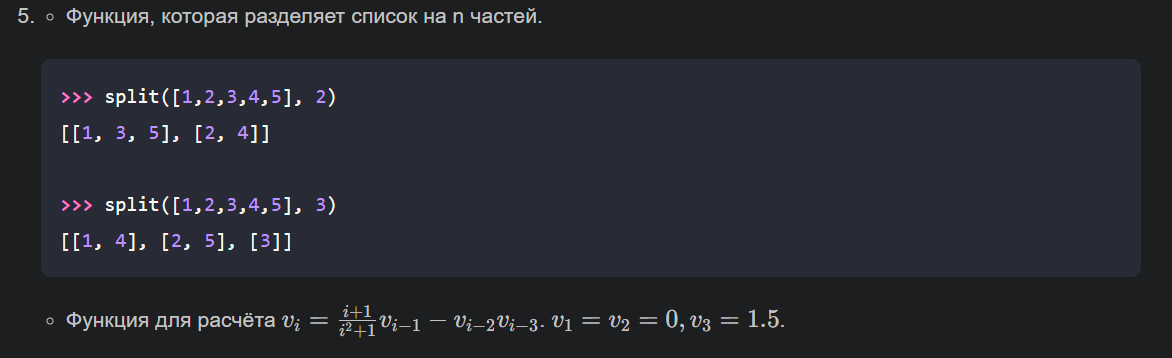 5. ◦ Функция, которая разделяет список на n частей.
>>> split([1,2,3,4,5], 2)
[[1, 3, 5], [2, 4]]
>>> split([1,2,3,4,5], 3)
[[1, 4], [2, 5], [3]]
◦ Функция для расчёта $v_i = \frac{i+1}{i^2+1}v_{i-1} - v_{i-2}v_{i-3}$. $v_1 = v_2 = 0, v_3 = 1.5$.